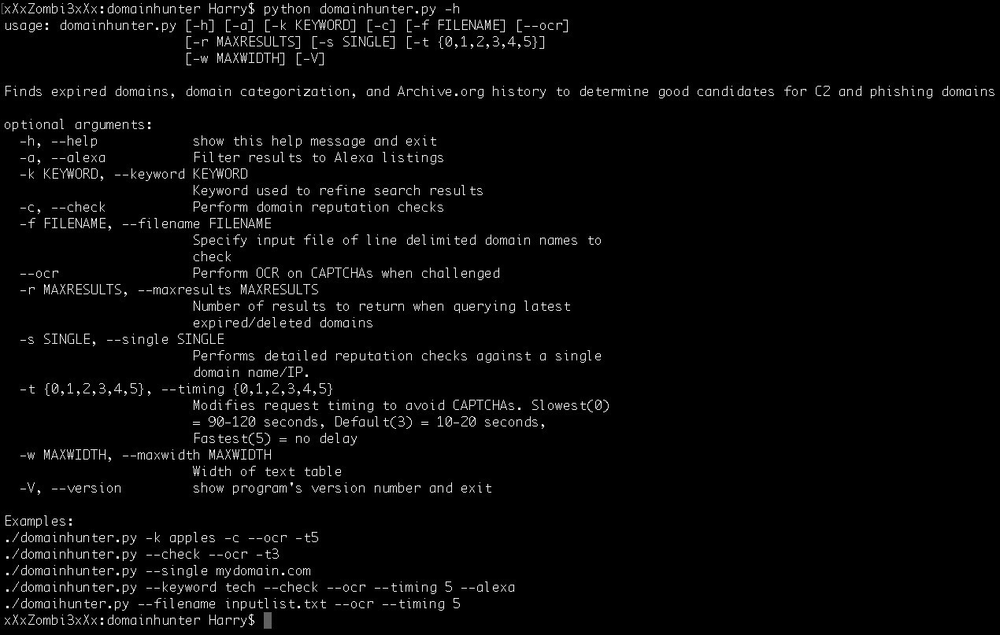 [xXxZombi3xXx:domainhunter Harry$ python domainhunter.py -h
usage: domainhunter.py [-h] [-a] [-k KEYWORD] [-c] [-f FILENAME] [--ocr]
[-r MAXRESULTS] [-s SINGLE] [-t {0,1,2,3,4,5}]
[-w MAXWIDTH] [-V]
Finds expired domains, domain categorization, and Archive.org history to determine good candidates for C2 and phishing domains
optional arguments:
-h, --help show this help message and exit
-a, --alexa Filter results to Alexa listings
-k KEYWORD, --keyword KEYWORD
Keyword used to refine search results
-c, --check Perform domain reputation checks
-f FILENAME, --filename FILENAME
Specify input file of line delimited domain names to
check
--ocr Perform OCR on CAPTCHAs when challenged
-r MAXRESULTS, --maxresults MAXRESULTS
Number of results to return when querying latest
expired/deleted domains
-s SINGLE, --single SINGLE
Performs detailed reputation checks against a single
domain name/IP.
-t {0,1,2,3,4,5}, --timing {0,1,2,3,4,5}
Modifies request timing to avoid CAPTCHAs. Slowest(0)
= 90-120 seconds, Default(3) = 10-20 seconds,
Fastest(5) = no delay
-w MAXWIDTH, --maxwidth MAXWIDTH
Width of text table
-V, --version show program's version number and exit
Examples:
./domainhunter.py -k apples -c --ocr -t5
./domainhunter.py --check --ocr -t3
./domainhunter.py --single mydomain.com
./domainhunter.py --keyword tech --check --ocr --timing 5 --alexa
./domaihunter.py --filename inputlist.txt --ocr --timing 5
xXxZombi3xXx:domainhunter Harry$